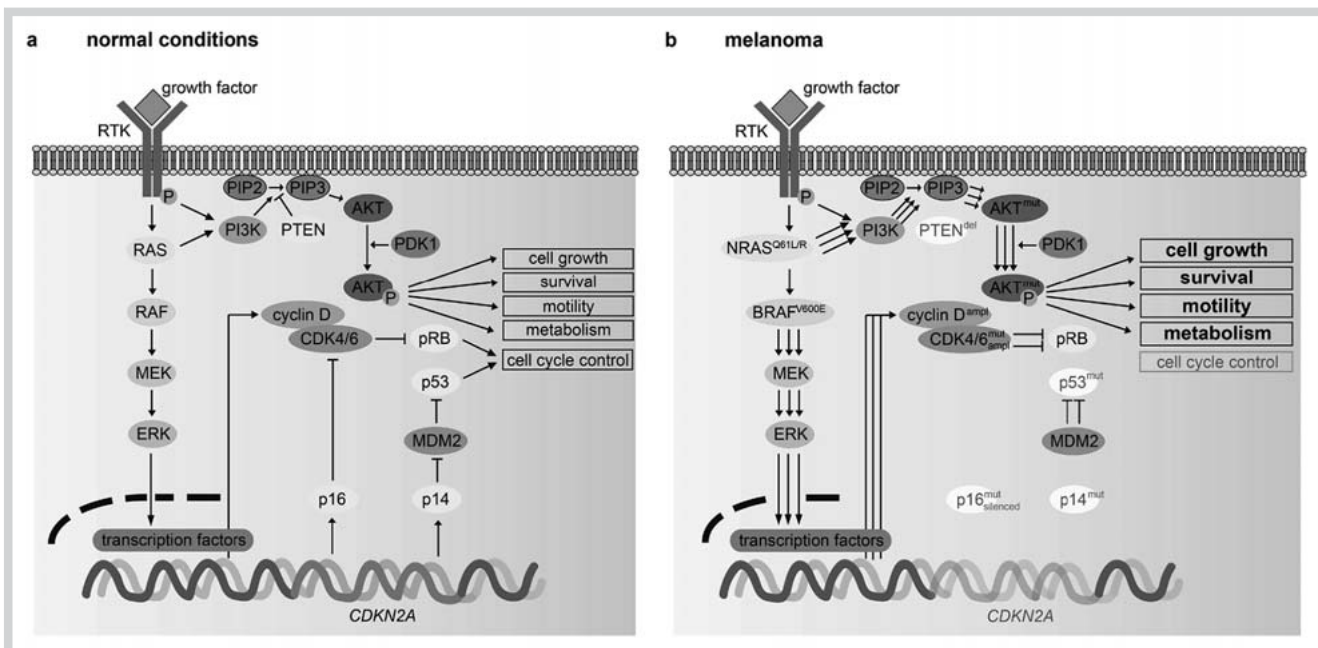 a normal conditions
growth factor
RTK
P
PIP2
PIP3
AKT
PI3K
PTEN
PDK1
RAS
cell growth
survival
AKT
P
motility
RAF
cyclin D
metabolism
CDK4/6
pRB
cell cycle control
MEK
p53
ERK
MDM2
p16
p14
transcription factors
CDKN2A
b melanoma
growth factor
RTK
P
PIP2
PIP3
AKTmut
PI3K
PTENdel
PDK1
NRASQ61L/R
cell growth
survival
AKTmut
P
motility
BRAFV600E
cyclin Dampl
metabolism
CDK4/6mut ampl
pRB
cell cycle control
MEK
p53mut
ERK
MDM2
p16mut silenced
p14mut
transcription factors
CDKN2A